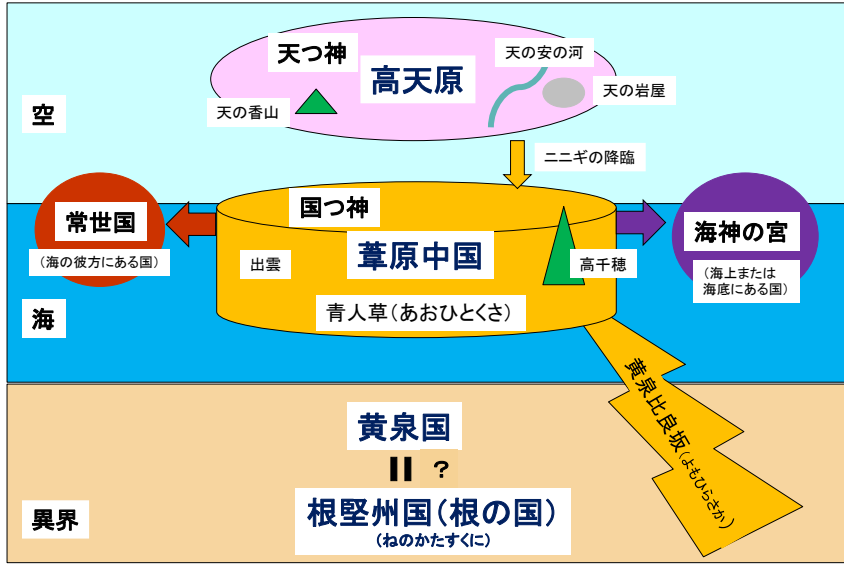 天つ神
高天原
天の安の河
天の香山
天の岩屋
空
ニニギの降臨
常世国
(海の彼方にある国)
国つ神
葦原中国
出雲
高千穂
青人草(あおひとくさ)
海神の宮
(海上または
海底にある国)
海
黄泉比良坂(よもひらさか)
黄泉国
〓 ?
根堅州国(根の国)
(ねのかたすくに)
異界